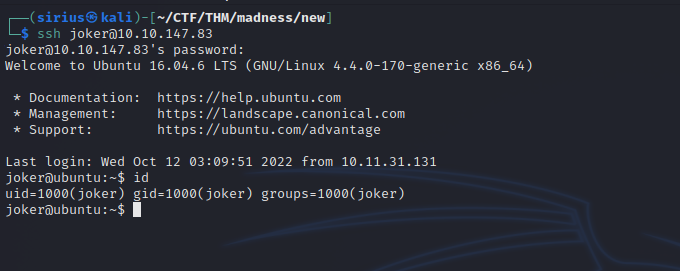 (sirius㉿kali)-[~/CTF/THM/madness/new]
$ ssh joker@10.10.147.83
joker@10.10.147.83's password:
Welcome to Ubuntu 16.04.6 LTS (GNU/Linux 4.4.0-170-generic x86_64)
* Documentation:  https://help.ubuntu.com
* Management:     https://landscape.canonical.com
* Support:        https://ubuntu.com/advantage
Last login: Wed Oct 12 03:09:51 2022 from 10.11.31.131
joker@ubuntu:~$ id
uid=1000(joker) gid=1000(joker) groups=1000(joker)
joker@ubuntu:~$